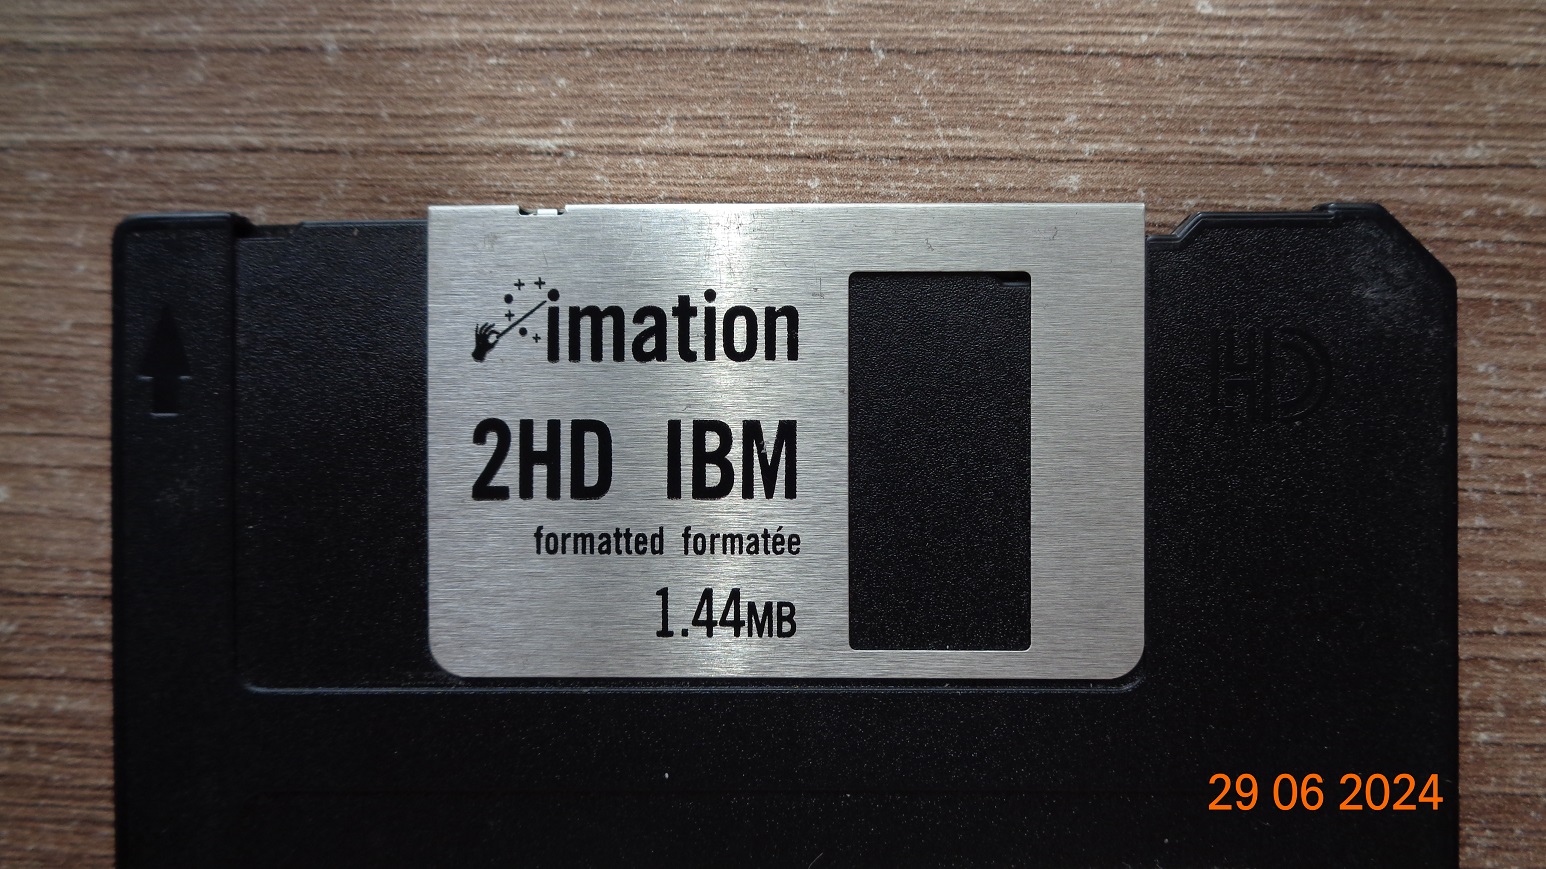 imation
2HD IBM
formatted formatée
1.44MB
HD
29 06 2024